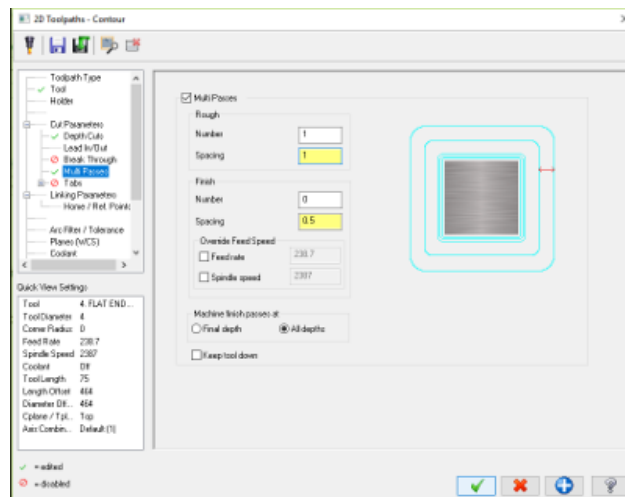 2D Toolpaths - Contour
Toolpath Type
Tool
Holder
Cut Parameters
Depth Cuts
Lead In/Out
Break Through
Multi Passes
Tabs
Linking Parameters
Home / Ref. Points
Arc Filter / Tolerance
Planes (WCS)
Coolant
Quick View Settings
Tool 4. FLAT END...
Tool Diameter 4
Corner Radius 0
Feed Rate 238.7
Spindle Speed 2387
Coolant Off
Tool Length 75
Length Offset 464
Diameter Off... 464
Cplane / Tpl... Top
Axis Combin... Default (1)
= edited
= disabled
Multi Passes
Rough
Number 1
Spacing 1
Finish
Number 0
Spacing 0.5
Override Feed Speed
Feed rate 238.7
Spindle speed 2387
Machine finish passes at
Final depth All depths
Keep tool down